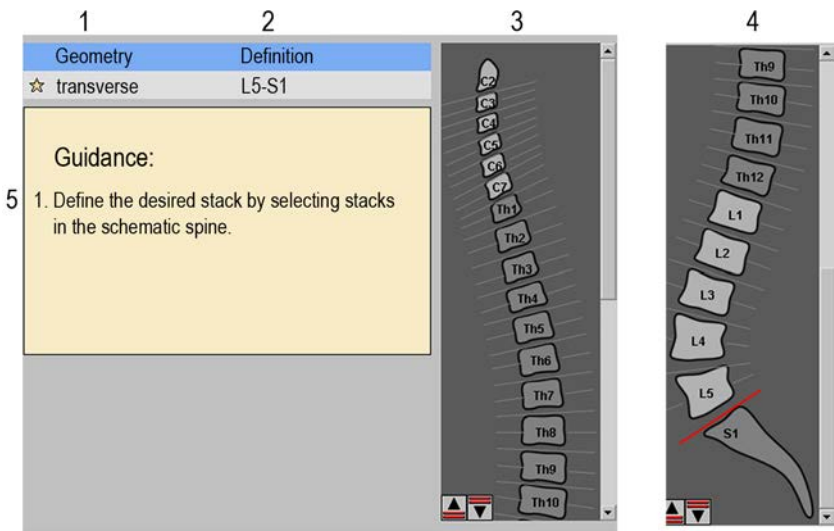 1 2 3 4
Geometry Definition
transverse L5-S1
Guidance:
5
1. Define the desired stack by selecting stacks
in the schematic spine.
C2
C3
C4
C5
C6
C7
Th1
Th2
Th3
Th4
Th5
Th6
Th7
Th8
Th9
Th10
Th9
Th10
Th11
Th12
L1
L2
L3
L4
L5
S1